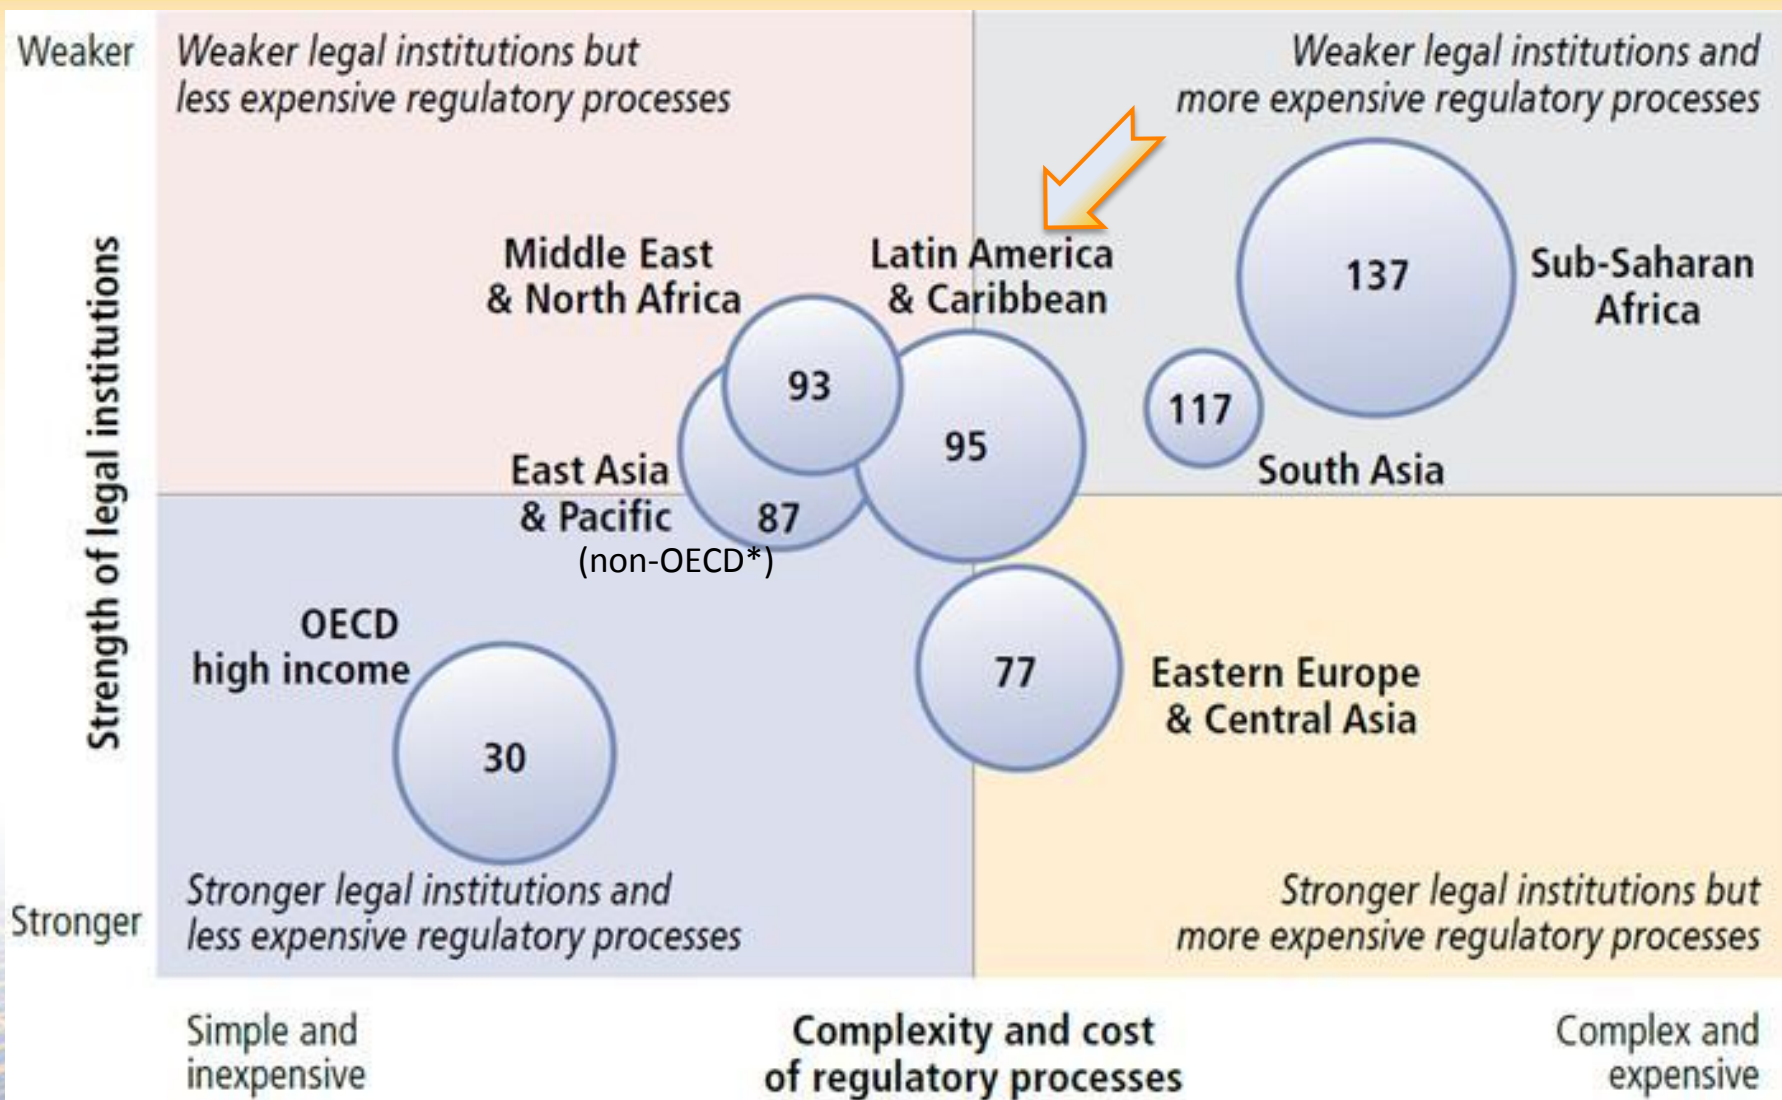 Weaker
Weaker legal institutions but
less expensive regulatory processes
Weaker legal institutions and
more expensive regulatory processes
Strength of legal institutions
Middle East
& North Africa
Latin America
& Caribbean
137
Sub-Saharan
Africa
93
95
117
East Asia
& Pacific
87
(non-OECD*)
South Asia
OECD
high income
30
77
Eastern Europe
& Central Asia
Stronger
Stronger legal institutions and
less expensive regulatory processes
Stronger legal institutions but
more expensive regulatory processes
Simple and
inexpensive
Complexity and cost
of regulatory processes
Complex and
expensive